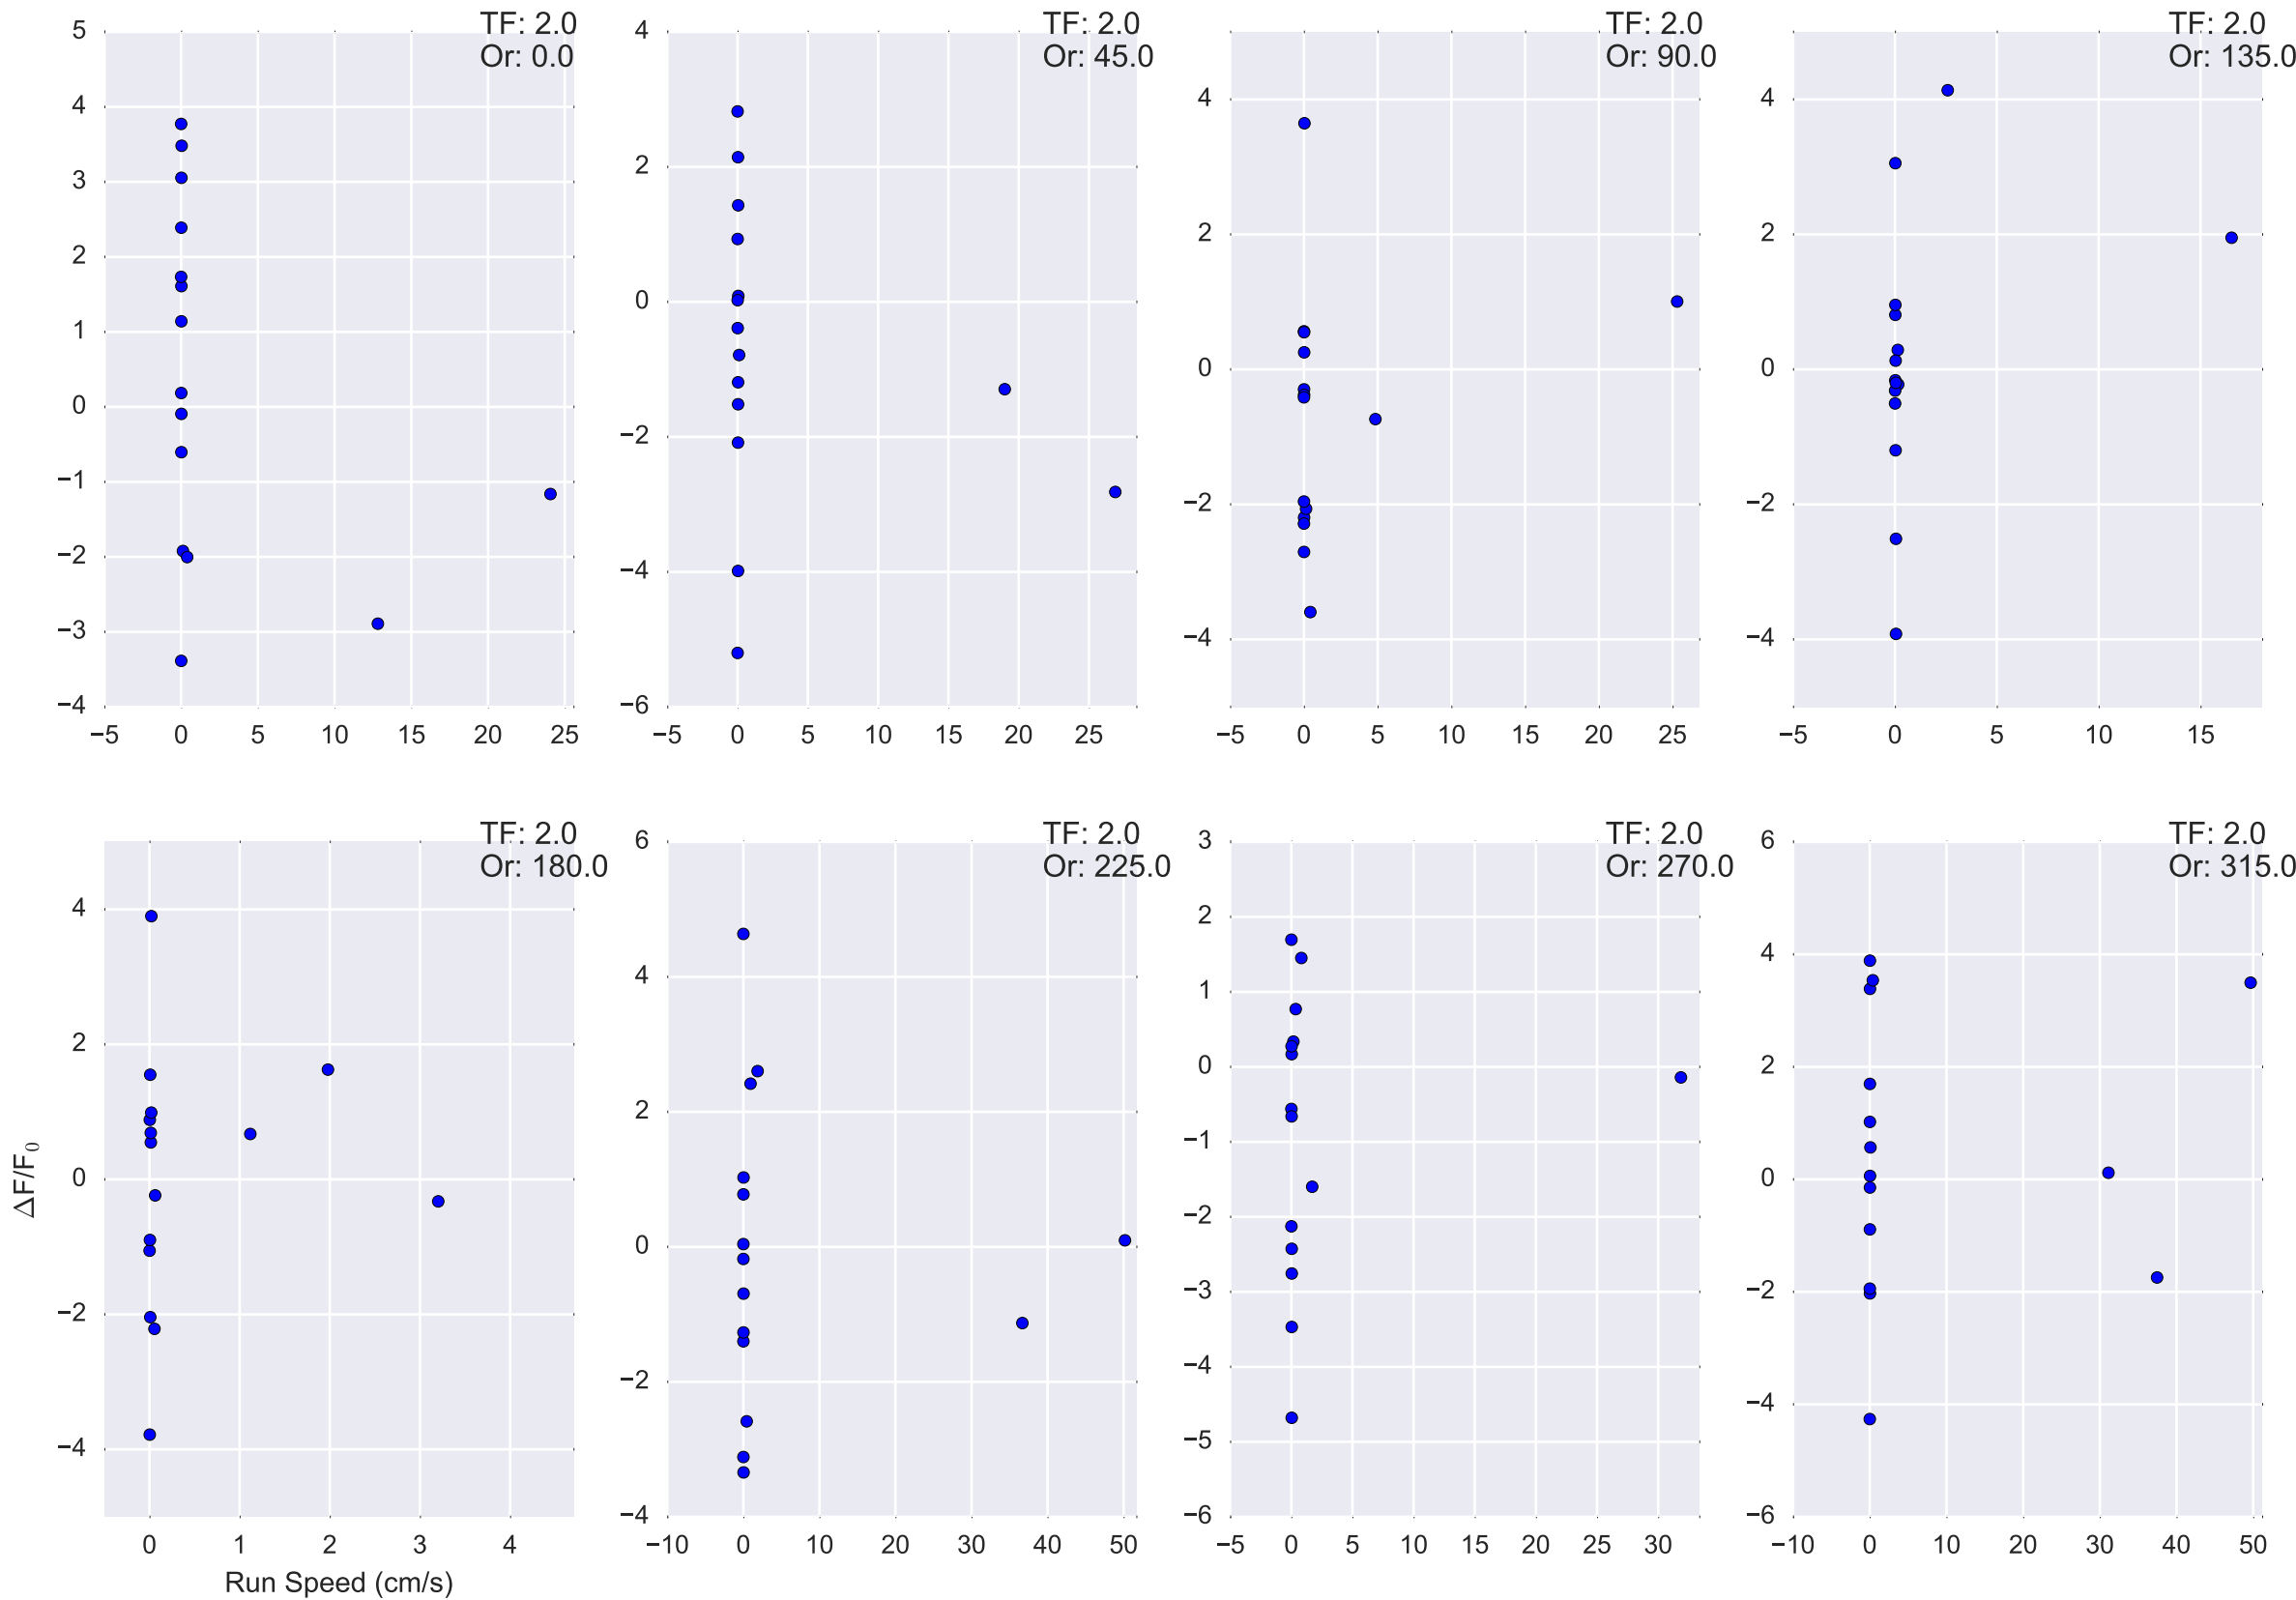 TF: 2.0
Or: 0.0
5
4
3
2
1
0
−1
−2
−3
−4
−5 0 5 10 15 20 25
TF: 2.0
Or: 45.0
4
2
0
−2
−4
−6
−5 0 5 10 15 20 25
TF: 2.0
Or: 90.0
4
2
0
−2
−4
−5 0 5 10 15 20 25
TF: 2.0
Or: 135.0
4
2
0
−2
−4
−5 0 5 10 15
TF: 2.0
Or: 180.0
4
2
0
−2
−4
0 1 2 3 4
ΔF/F₀
Run Speed (cm/s)
TF: 2.0
Or: 225.0
6
4
2
0
−2
−4
−10 0 10 20 30 40 50
TF: 2.0
Or: 270.0
3
2
1
0
−1
−2
−3
−4
−5
−6
−5 0 5 10 15 20 25 30
TF: 2.0
Or: 315.0
6
4
2
0
−2
−4
−6
−10 0 10 20 30 40 50